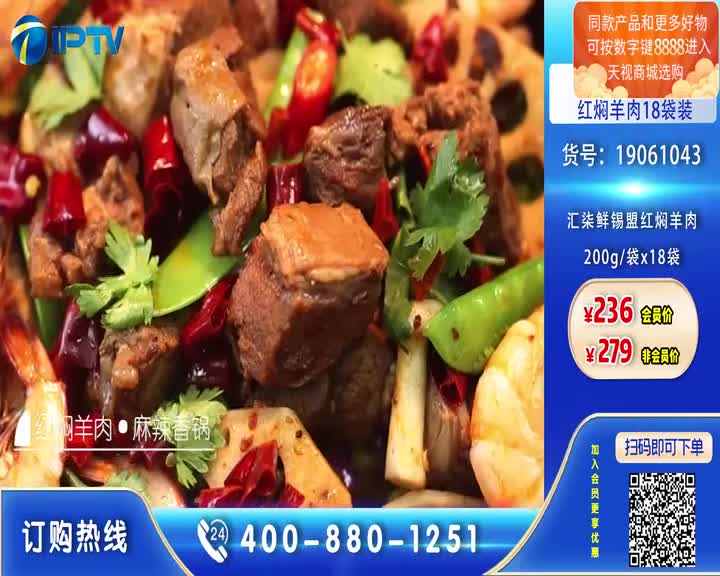 IPTV
同款产品和更多好物
可按数字键8888进入
天视商城选购
红焖羊肉18袋装
货号：19061043
汇柒鲜锡盟红焖羊肉
200g/袋x18袋
¥236 会员价
¥279 非会员价
红焖羊肉•麻辣香锅
加入会员更享优惠
扫码即可下单
订购热线
24
400-880-1251